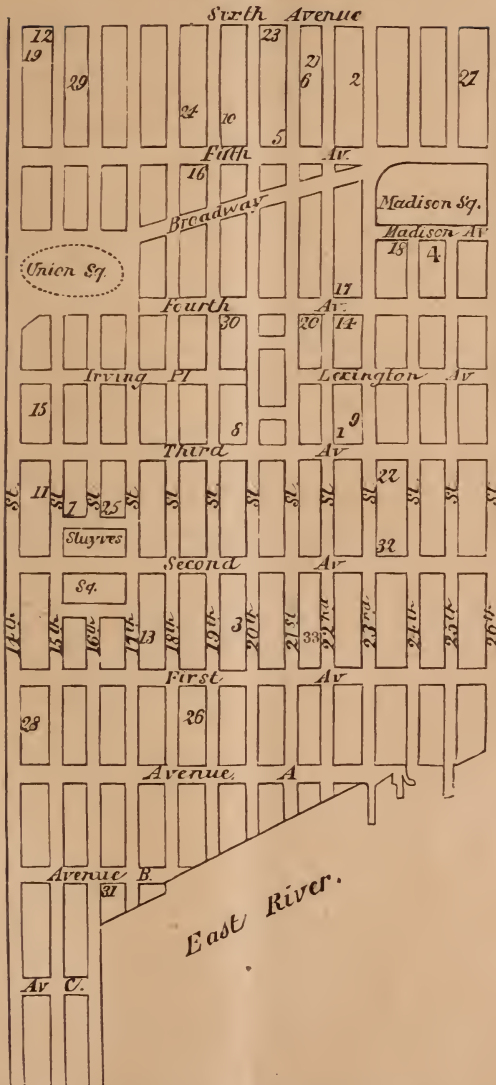 Sixth Avenue
12
23
19
29
21
6
2
27
24
10
5
Fifth Av.
16
Broadway
Madison Sq.
Madison Av
18
4
Union Sq.
17
Fourth Av.
30
20
14
Irving Pl
Lexington Av
15
8
9
1
Third Av
11
7
25
22
St.
St
St
St
St
St
St
St
St
St
St
St
St
Stuyves
32
Second Av
Sq.
14th
15th
16th
17th
13
18th
19th
3
20th
21st
33
22nd
23rd
24th
25th
26th
First Av
28
26
Avenue A
Avenue B.
31
East River.
Av C.